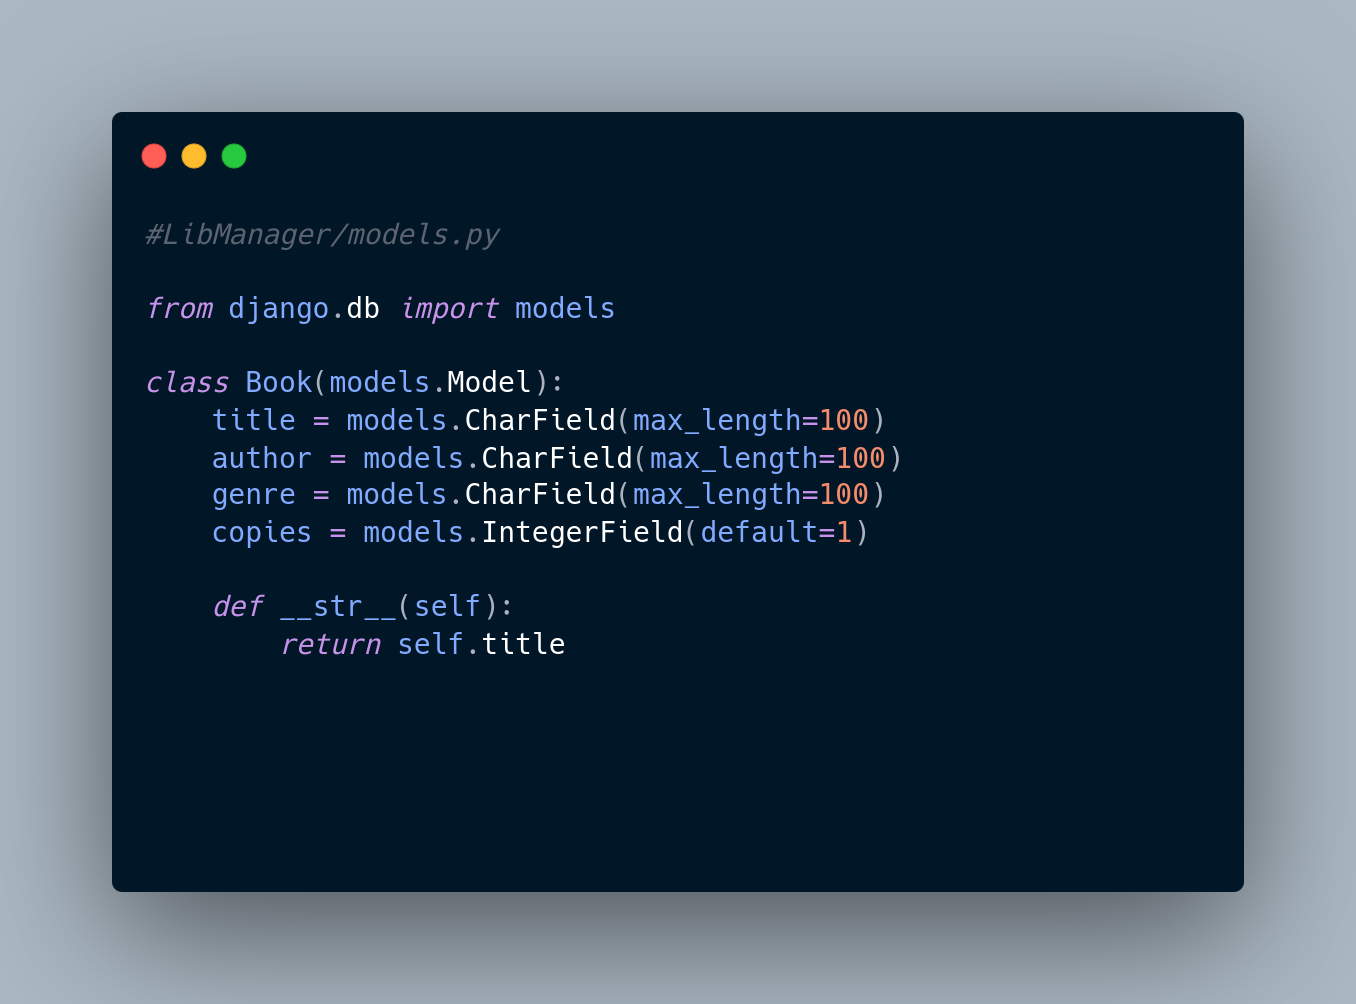 #LibManager/models.py
from django.db import models
class Book(models.Model):
    title = models.CharField(max_length=100)
    author = models.CharField(max_length=100)
    genre = models.CharField(max_length=100)
    copies = models.IntegerField(default=1)
    def __str__(self):
        return self.title